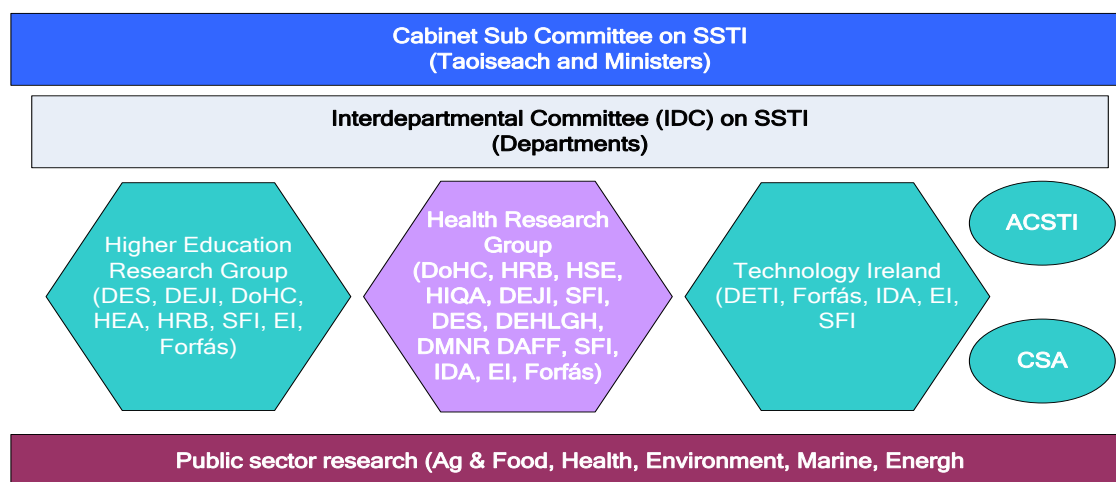 Cabinet Sub Committee on SSTI
(Taoiseach and Ministers)
Interdepartmental Committee (IDC) on SSTI
(Departments)
Higher Education
Research Group
(DES, DEJI, DoHC,
HEA, HRB, SFI, EI,
Forfás)
Health Research
Group
(DoHC, HRB, HSE,
HIQA, DEJI, SFI,
DES, DEHLGH,
DMNR DAFF, SFI,
IDA, EI, Forfás)
Technology Ireland
(DETI, Forfás, IDA, EI,
SFI
ACSTI
CSA
Public sector research (Ag & Food, Health, Environment, Marine, Energh